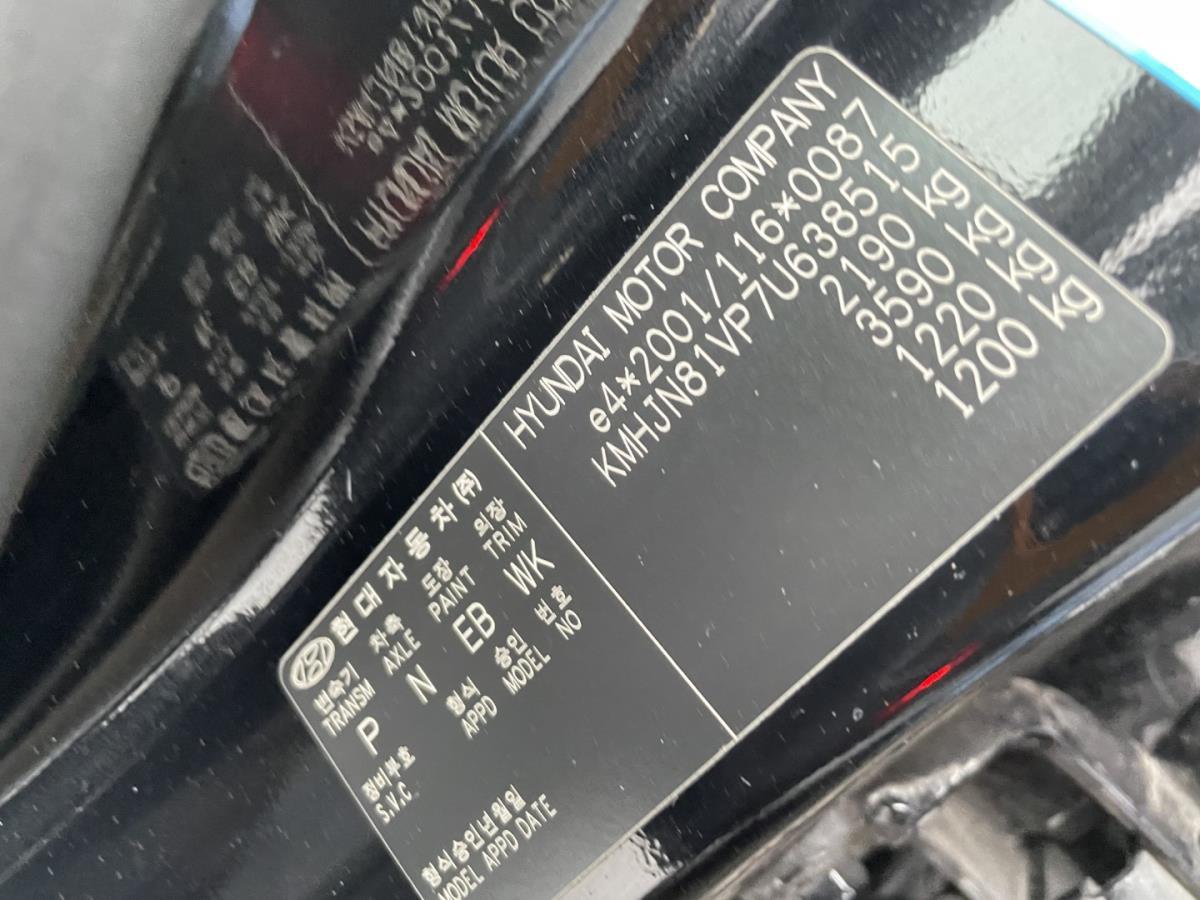 HYUNDAI MOTOR COMPANY
e4*2001/116*0087
KMHJN81VP7U638515
2190 kg
3590 kg
1220 kg
1200 kg
현대자동차(주)
변속기 차축 도장 의장
TRANSM AXLE PAINT TRIM
P N EB WK
정비부호 형식 승인 번호
S.V.C. APPD MODEL NO
형식승인년월일
MODEL APPD DATE